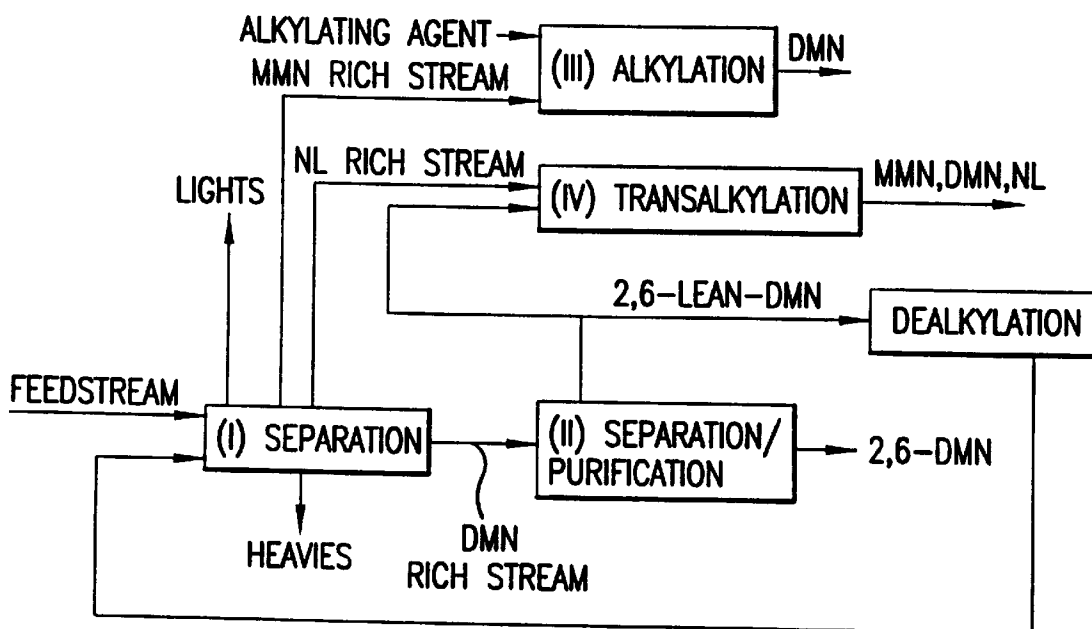 ALKYLATING AGENT
MMN RICH STREAM
(III) ALKYLATION
DMN
NL RICH STREAM
(IV) TRANSALKYLATION
MMN,DMN,NL
LIGHTS
2,6-LEAN-DMN
DEALKYLATION
FEEDSTREAM
(I) SEPARATION
(II) SEPARATION/
PURIFICATION
2,6-DMN
HEAVIES
DMN
RICH STREAM